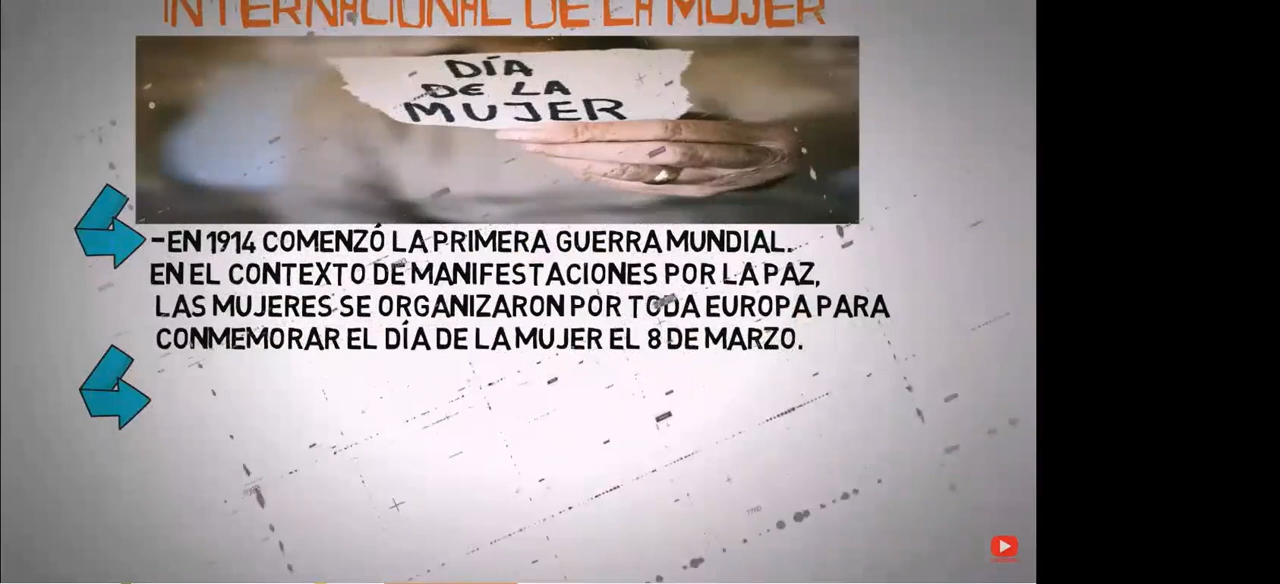 INTERNACIONAL DE LA MUJER
DÍA
DE LA
MUJER
-EN 1914 COMENZÓ LA PRIMERA GUERRA MUNDIAL.
EN EL CONTEXTO DE MANIFESTACIONES POR LA PAZ,
LAS MUJERES SE ORGANIZARON POR TODA EUROPA PARA
CONMEMORAR EL DÍA DE LA MUJER EL 8 DE MARZO.